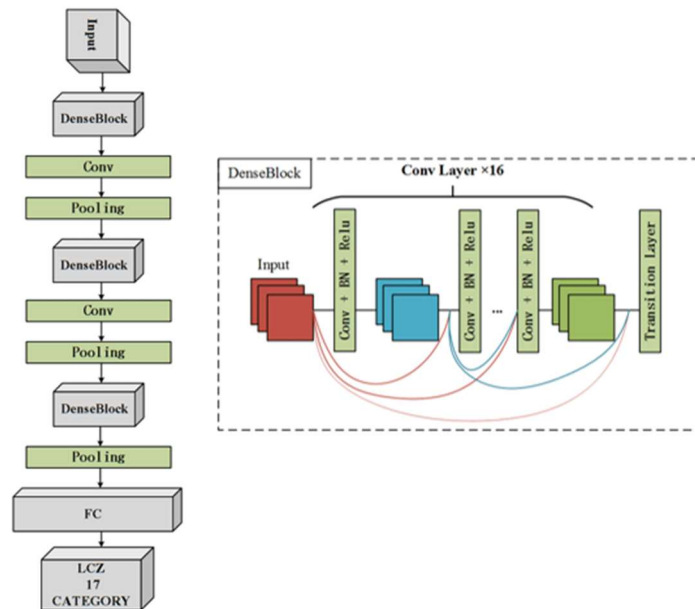 Input
DenseBlock
Conv
Pooling
DenseBlock
Conv
Pooling
DenseBlock
Pooling
FC
LCZ
17
CATEGORY
DenseBlock
Conv Layer ×16
Input
Conv + BN + Relu
Conv + BN + Relu
...
Conv + BN + Relu
Transition Layer